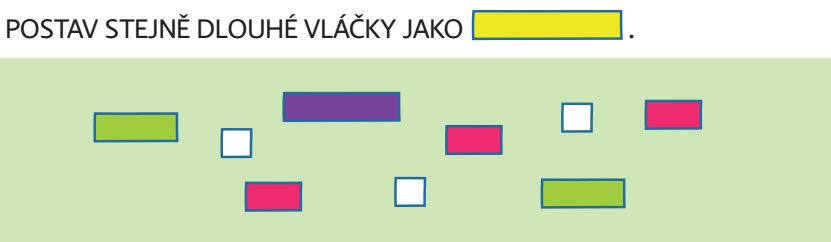 POSTAV STEJNĚ DLOUHÉ VLÁČKY JAKO .